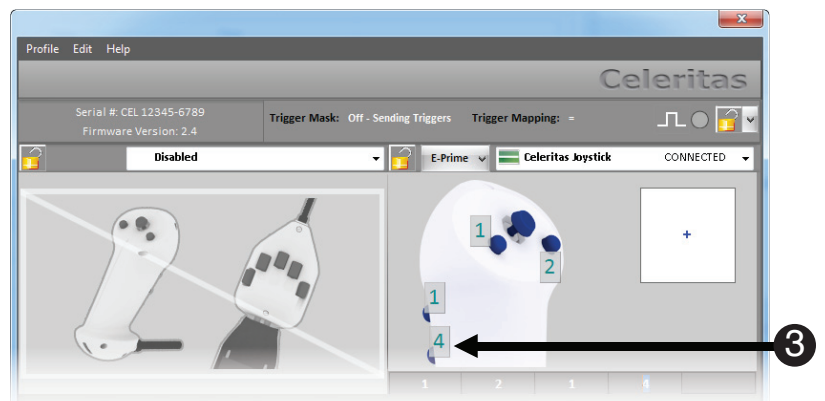 x
Profile Edit Help
Celeritas
Serial #: CEL 12345-6789
Firmware Version: 2.4
Trigger Mask: Off - Sending Triggers Trigger Mapping: =
Disabled
E-Prime Celeritas Joystick CONNECTED
1
2
1
4
3
1 2 1 4